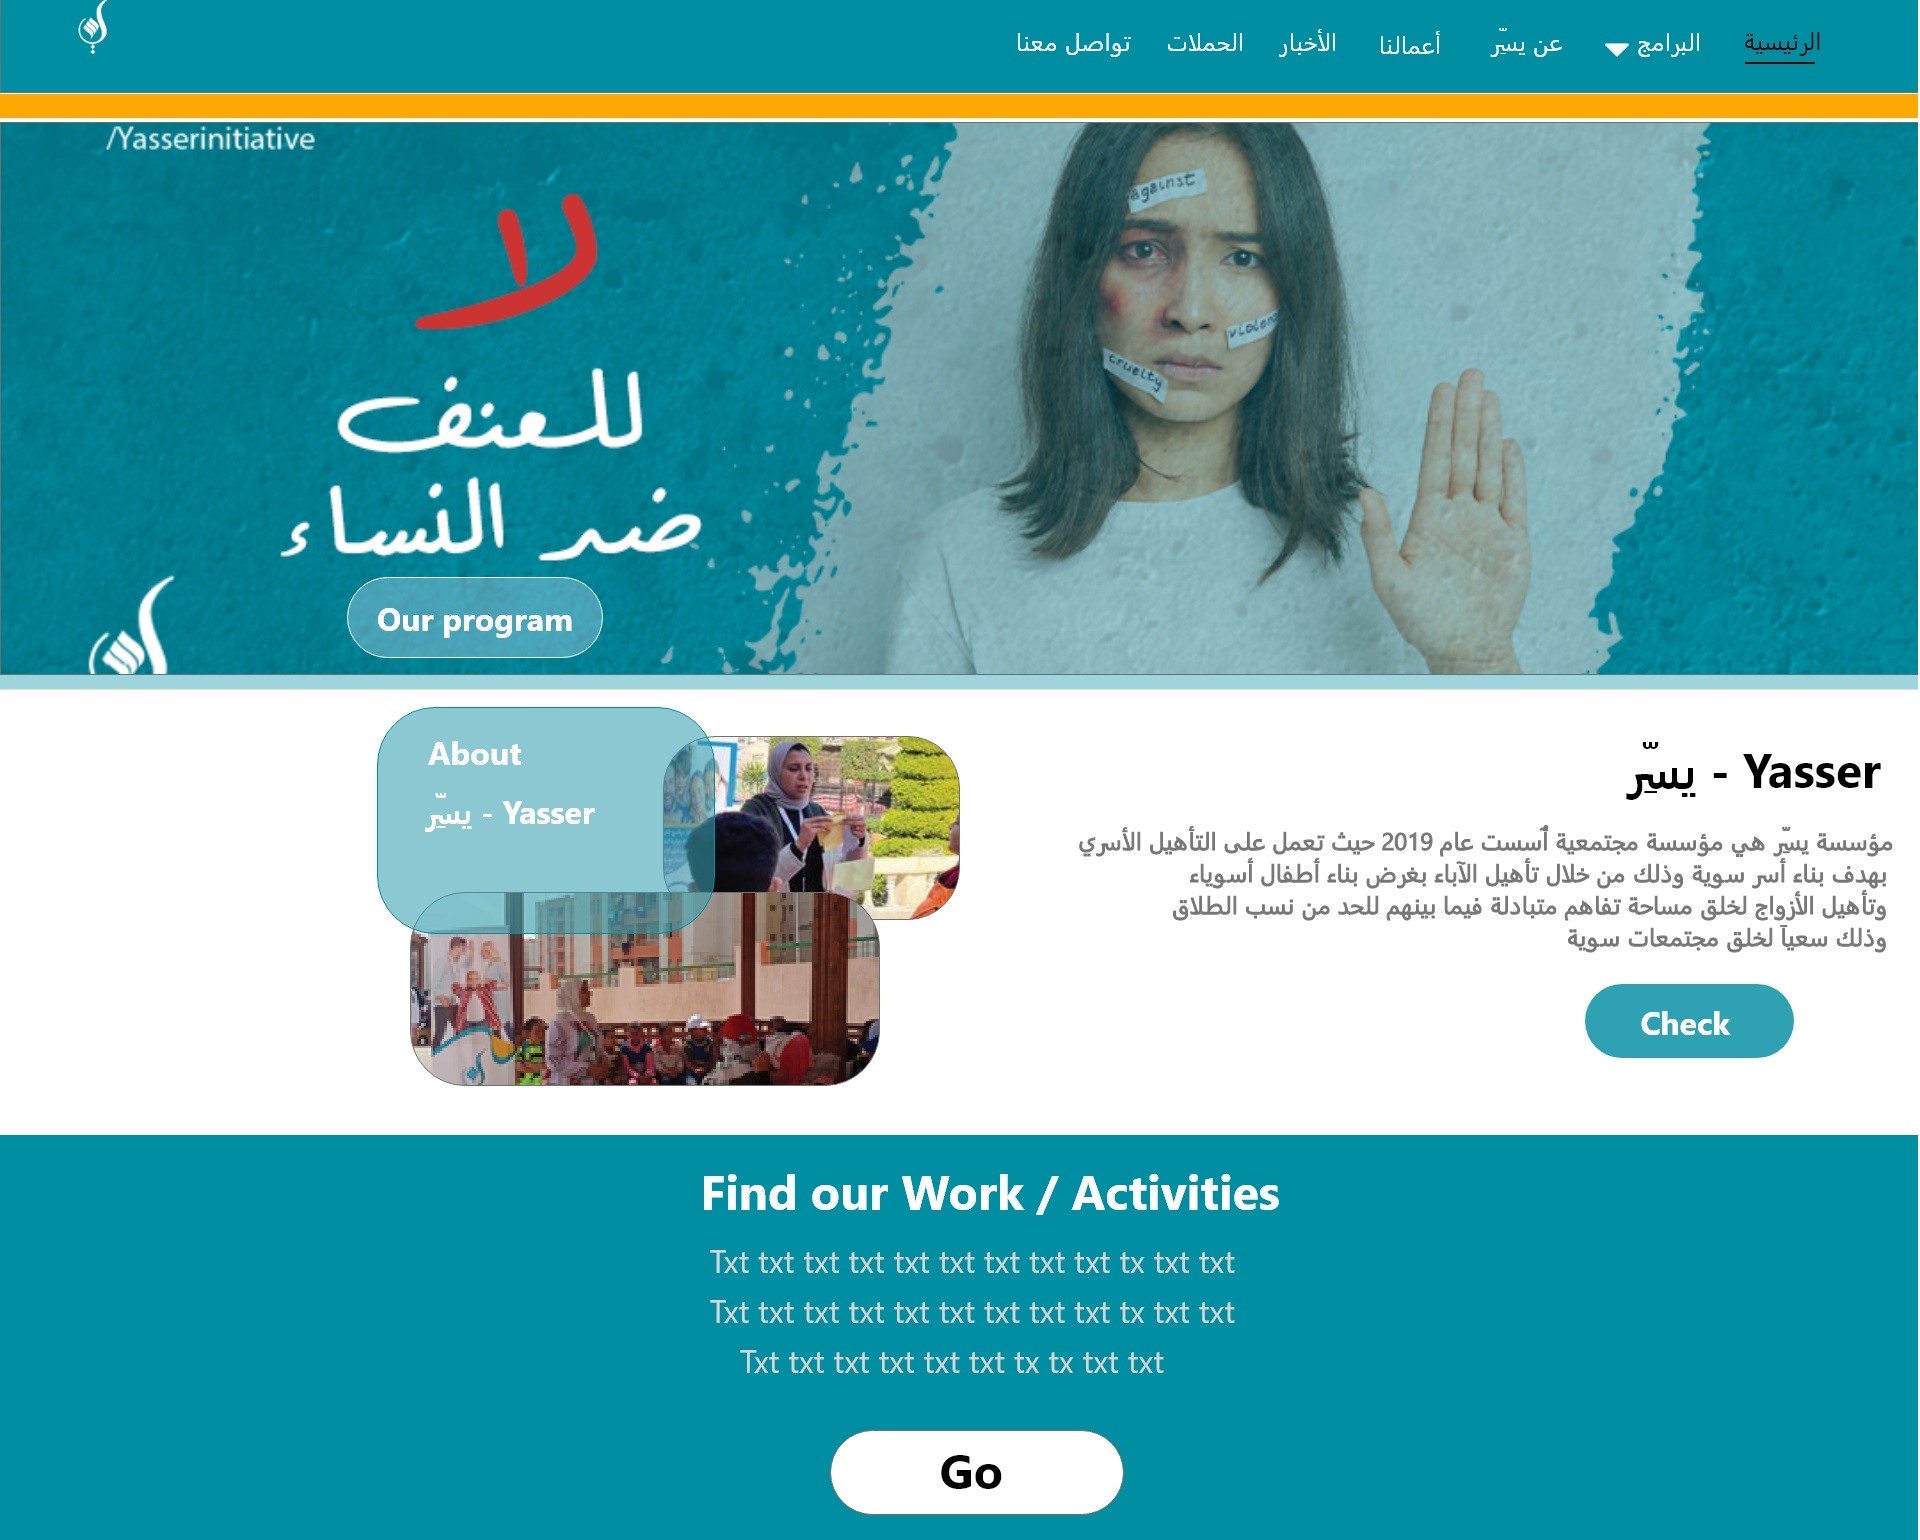 الرئيسية
البرامج
عن يسّر
أعمالنا
الأخبار
الحملات
تواصل معنا
/Yasserinitiative
لا
للعنف
ضد النساء
against
violenc
cruelty
Our program
About
يسّر - Yasser
يسّر - Yasser
مؤسسة يسّر هي مؤسسة مجتمعية أسست عام 2019 حيث تعمل على التأهيل الأسري
بهدف بناء أسر سوية وذلك من خلال تأهيل الآباء بغرض بناء أطفال أسوياء
وتأهيل الأزواج لخلق مساحة تفاهم متبادلة فيما بينهم للحد من نسب الطلاق
وذلك سعياً لخلق مجتمعات سوية
Check
Find our Work / Activities
Txt txt txt txt txt txt txt txt txt tx txt txt
Txt txt txt txt txt txt txt txt txt tx txt txt
Txt txt txt txt txt txt tx tx txt txt
Go